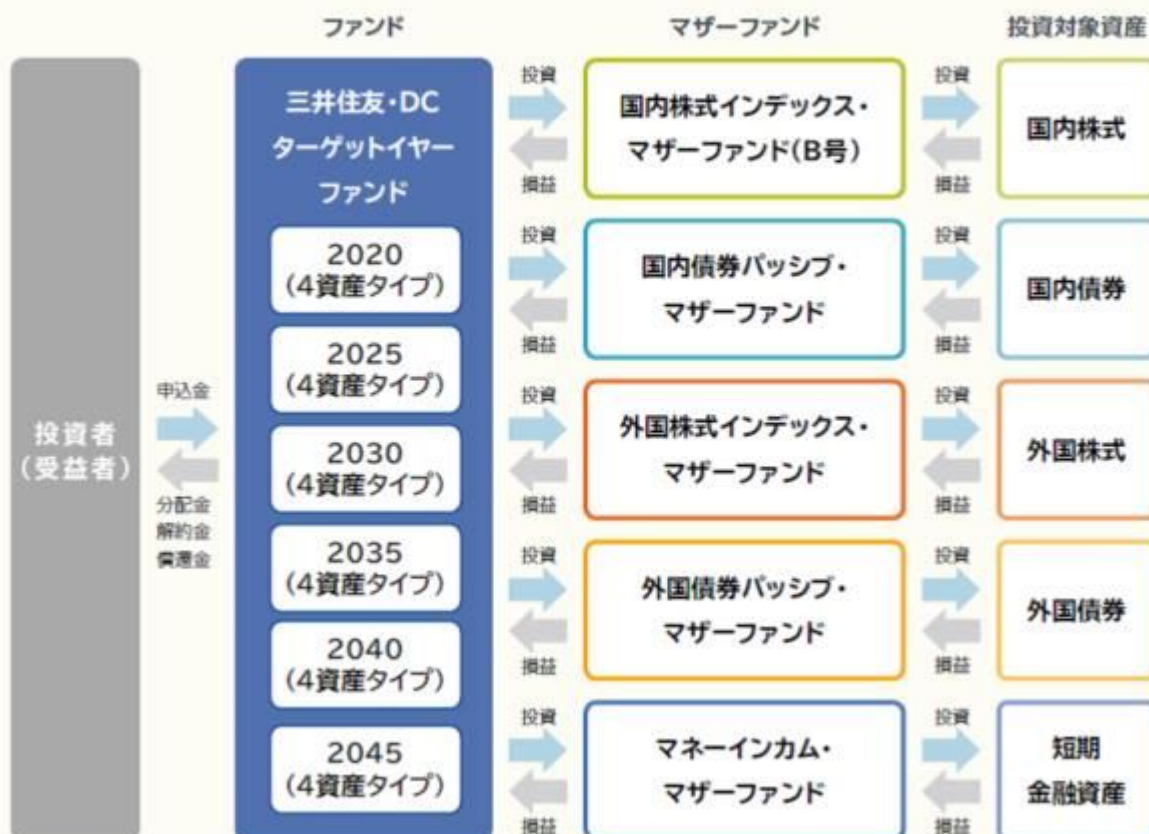 ファンド
マザーファンド
投資対象資産
投資者
(受益者)
申込金
分配金
解約金
償還金
三井住友・DC
ターゲットイヤー
ファンド
2020
(4資産タイプ)
2025
(4資産タイプ)
2030
(4資産タイプ)
2035
(4資産タイプ)
2040
(4資産タイプ)
2045
(4資産タイプ)
投資
損益
国内株式インデックス・
マザーファンド(B号)
投資
損益
国内株式
投資
損益
国内債券パッシブ・
マザーファンド
投資
損益
国内債券
投資
損益
外国株式インデックス・
マザーファンド
投資
損益
外国株式
投資
損益
外国債券パッシブ・
マザーファンド
投資
損益
外国債券
投資
損益
マネーインカム・
マザーファンド
投資
損益
短期
金融資産